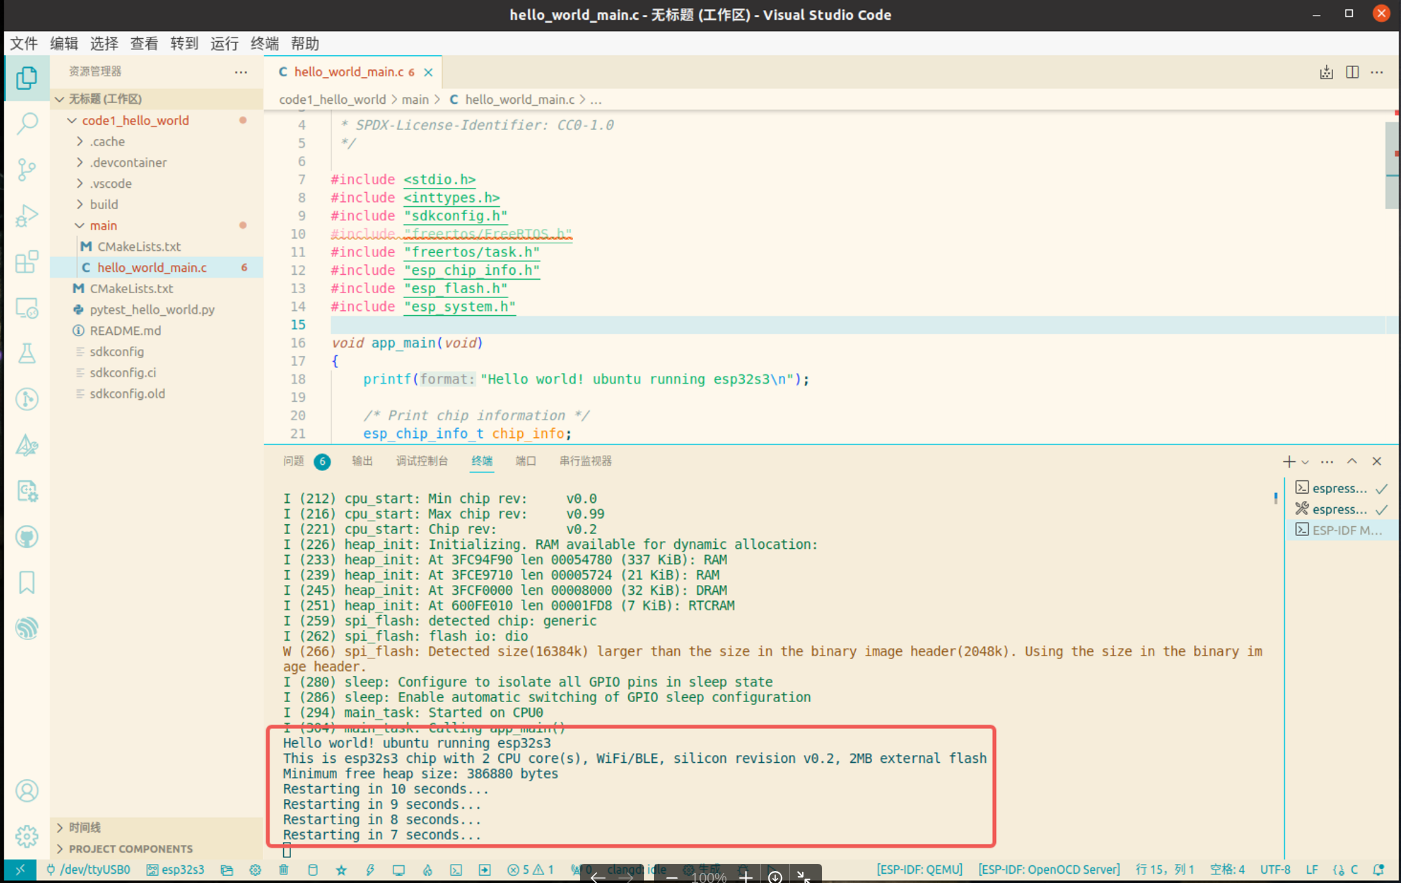 hello_world_main.c - 无标题 (工作区) - Visual Studio Code
文件 编辑 选择 查看 转到 运行 终端 帮助
资源管理器
无标题 (工作区)
code1_hello_world
.cache
.devcontainer
.vscode
build
main
CMakeLists.txt
hello_world_main.c 6
CMakeLists.txt
pytest_hello_world.py
README.md
sdkconfig
sdkconfig.ci
sdkconfig.old
时间线
PROJECT COMPONENTS
hello_world_main.c 6
code1_hello_world > main > C hello_world_main.c > ...
4 * SPDX-License-Identifier: CC0-1.0
5 */
6
7 #include <stdio.h>
8 #include <inttypes.h>
9 #include "sdkconfig.h"
10 #include "freertos/FreeRTOS.h"
11 #include "freertos/task.h"
12 #include "esp_chip_info.h"
13 #include "esp_flash.h"
14 #include "esp_system.h"
15
16 void app_main(void)
17 {
18 printf(format: "Hello world! ubuntu running esp32s3\n");
19
20 /* Print chip information */
21 esp_chip_info_t chip_info;
问题 6 输出 调试控制台 终端 端口 串行监视器
I (212) cpu_start: Min chip rev: v0.0
I (216) cpu_start: Max chip rev: v0.99
I (221) cpu_start: Chip rev: v0.2
I (226) heap_init: Initializing. RAM available for dynamic allocation:
I (233) heap_init: At 3FC94F90 len 00054780 (337 KiB): RAM
I (239) heap_init: At 3FCE9710 len 00005724 (21 KiB): RAM
I (245) heap_init: At 3FCF0000 len 00008000 (32 KiB): DRAM
I (251) heap_init: At 600FE010 len 00001FD8 (7 KiB): RTCRAM
I (259) spi_flash: detected chip: generic
I (262) spi_flash: flash io: dio
W (266) spi_flash: Detected size(16384k) larger than the size in the binary image header(2048k). Using the size in the binary im
age header.
I (280) sleep: Configure to isolate all GPIO pins in sleep state
I (286) sleep: Enable automatic switching of GPIO sleep configuration
I (294) main_task: Started on CPU0
I (304) main_task: Calling app_main()
Hello world! ubuntu running esp32s3
This is esp32s3 chip with 2 CPU core(s), WiFi/BLE, silicon revision v0.2, 2MB external flash
Minimum free heap size: 386880 bytes
Restarting in 10 seconds...
Restarting in 9 seconds...
Restarting in 8 seconds...
Restarting in 7 seconds...
espress...
espress...
ESP-IDF M...
/dev/ttyUSB0 esp32s3 5 1 0 clangd: idle [ESP-IDF: QEMU] [ESP-IDF: OpenOCD Server] 行 15, 列 1 空格: 4 UTF-8 LF {} C
100%